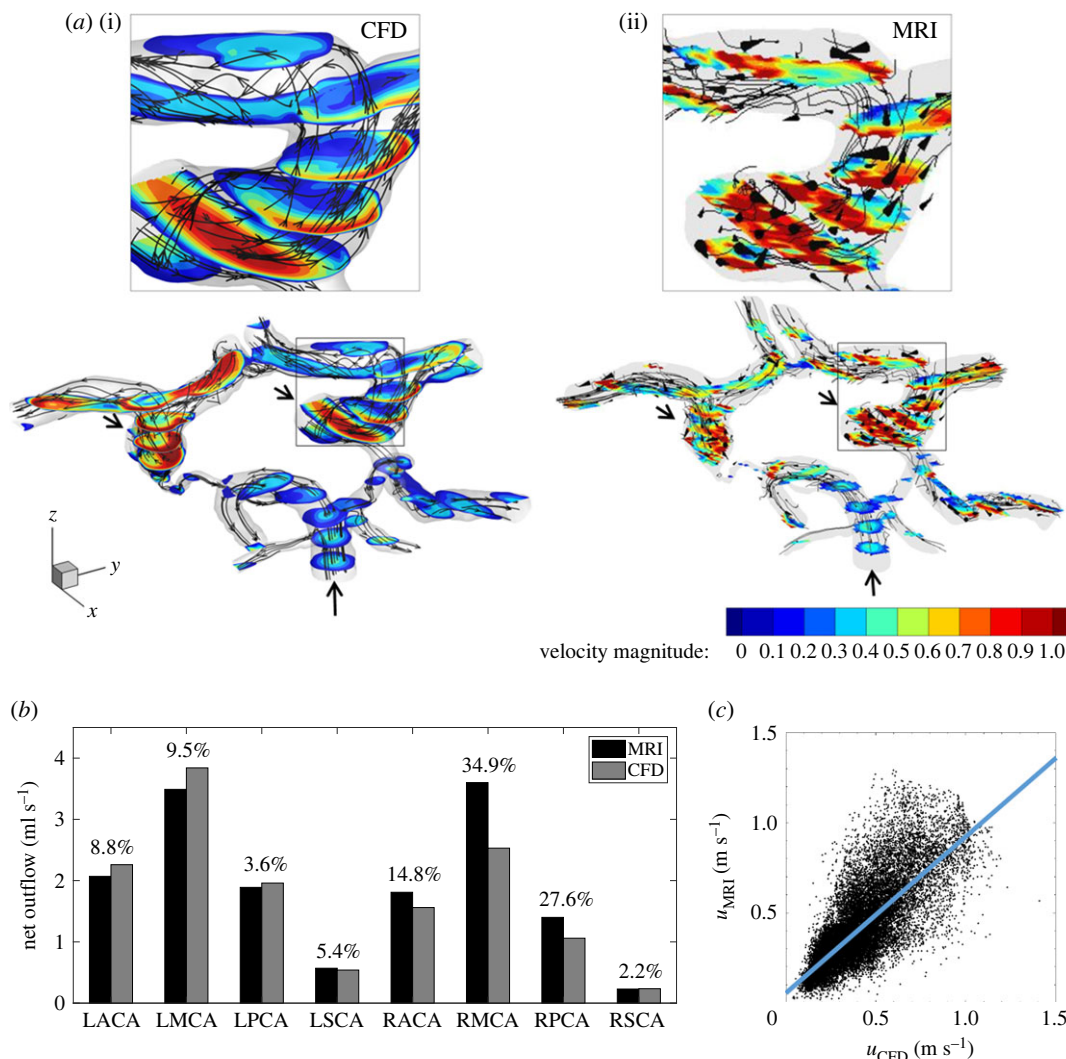 (a) (i) CFD
(ii) MRI
z
y
x
velocity magnitude:
0 0.1 0.2 0.3 0.4 0.5 0.6 0.7 0.8 0.9 1.0
(b)
net outflow (ml s⁻¹)
4
3
2
1
0
8.8%
9.5%
3.6%
5.4%
14.8%
34.9%
27.6%
2.2%
MRI
CFD
LACA LMCA LPCA LSCA RACA RMCA RPCA RSCA
(c)
u_MRI (m s⁻¹)
1.5
1.0
0.5
0 0.5 1.0 1.5
u_CFD (m s⁻¹)